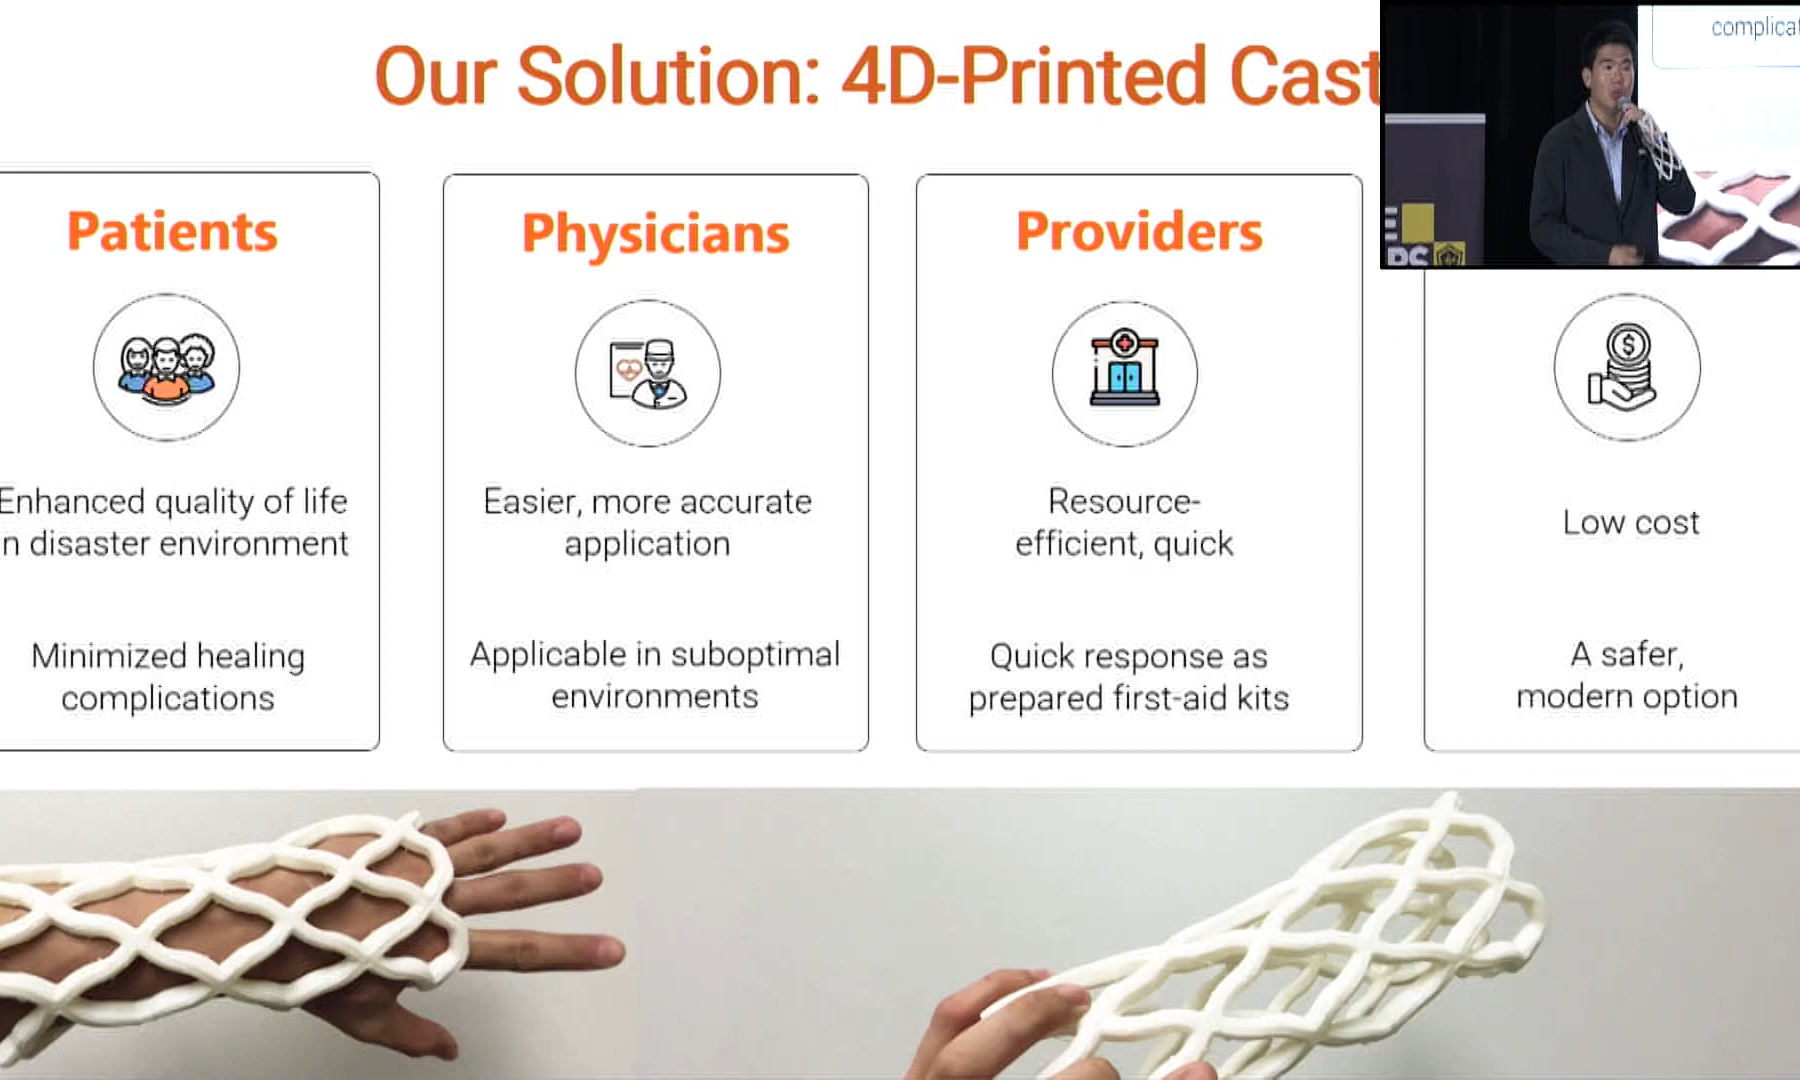 Our Solution: 4D-Printed Cast
complicat
Patients
Enhanced quality of life
n disaster environment
Minimized healing
complications
Physicians
Easier, more accurate
application
Applicable in suboptimal
environments
Providers
Resource-
efficient, quick
Quick response as
prepared first-aid kits
$
Low cost
A safer,
modern option
E
PC